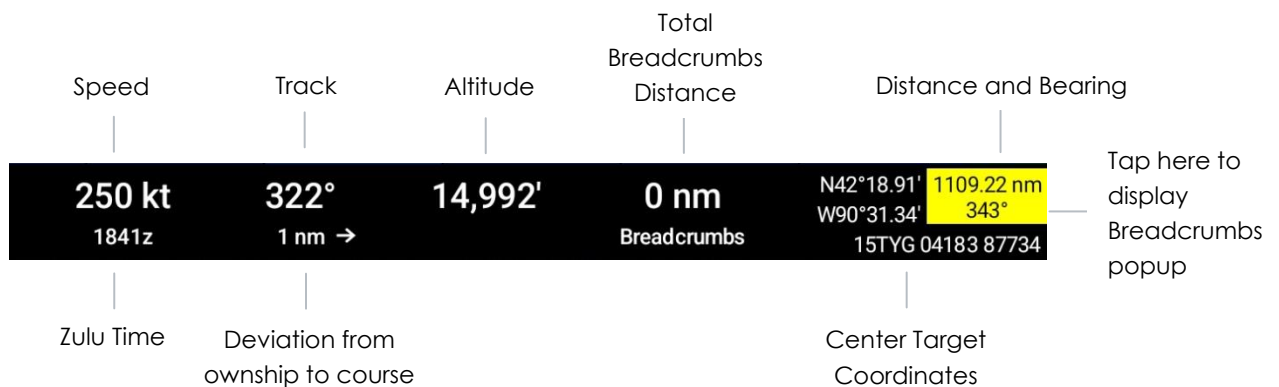 Total
Breadcrumbs
Distance
Speed
Track
Altitude
Distance and Bearing
250 kt
322°
14,992'
0 nm
N42°18.91'
W90°31.34'
1109.22 nm
343°
1841z
1 nm →
Breadcrumbs
15TYG 04183 87734
Tap here to
display
Breadcrumbs
popup
Zulu Time
Deviation from
ownship to course
Center Target
Coordinates